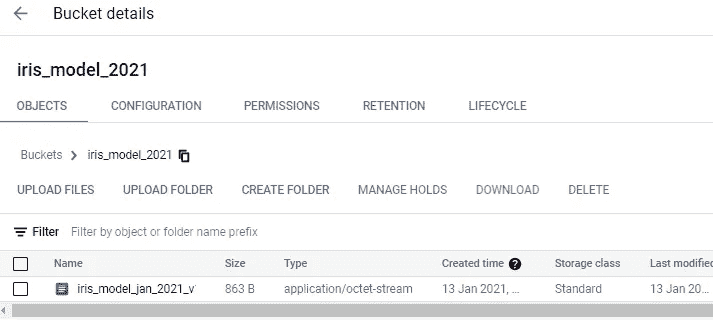 Bucket details
iris_model_2021
OBJECTS CONFIGURATION PERMISSIONS RETENTION LIFECYCLE
Buckets > iris_model_2021
UPLOAD FILES UPLOAD FOLDER CREATE FOLDER MANAGE HOLDS DOWNLOAD DELETE
Filter Filter by object or folder name prefix
Name Size Type Created time ? Storage class Last modified
iris_model_jan_2021_v 863 B application/octet-stream 13 Jan 2021, ... Standard 13 Jan 20...